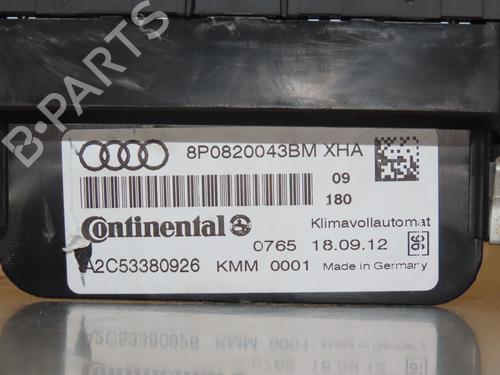 B-PARTS
8P0820043BM XHA
09
180
Continental
Klimavollautomat
0765 18.09.12
A2C53380926 KMM 0001 Made in Germany